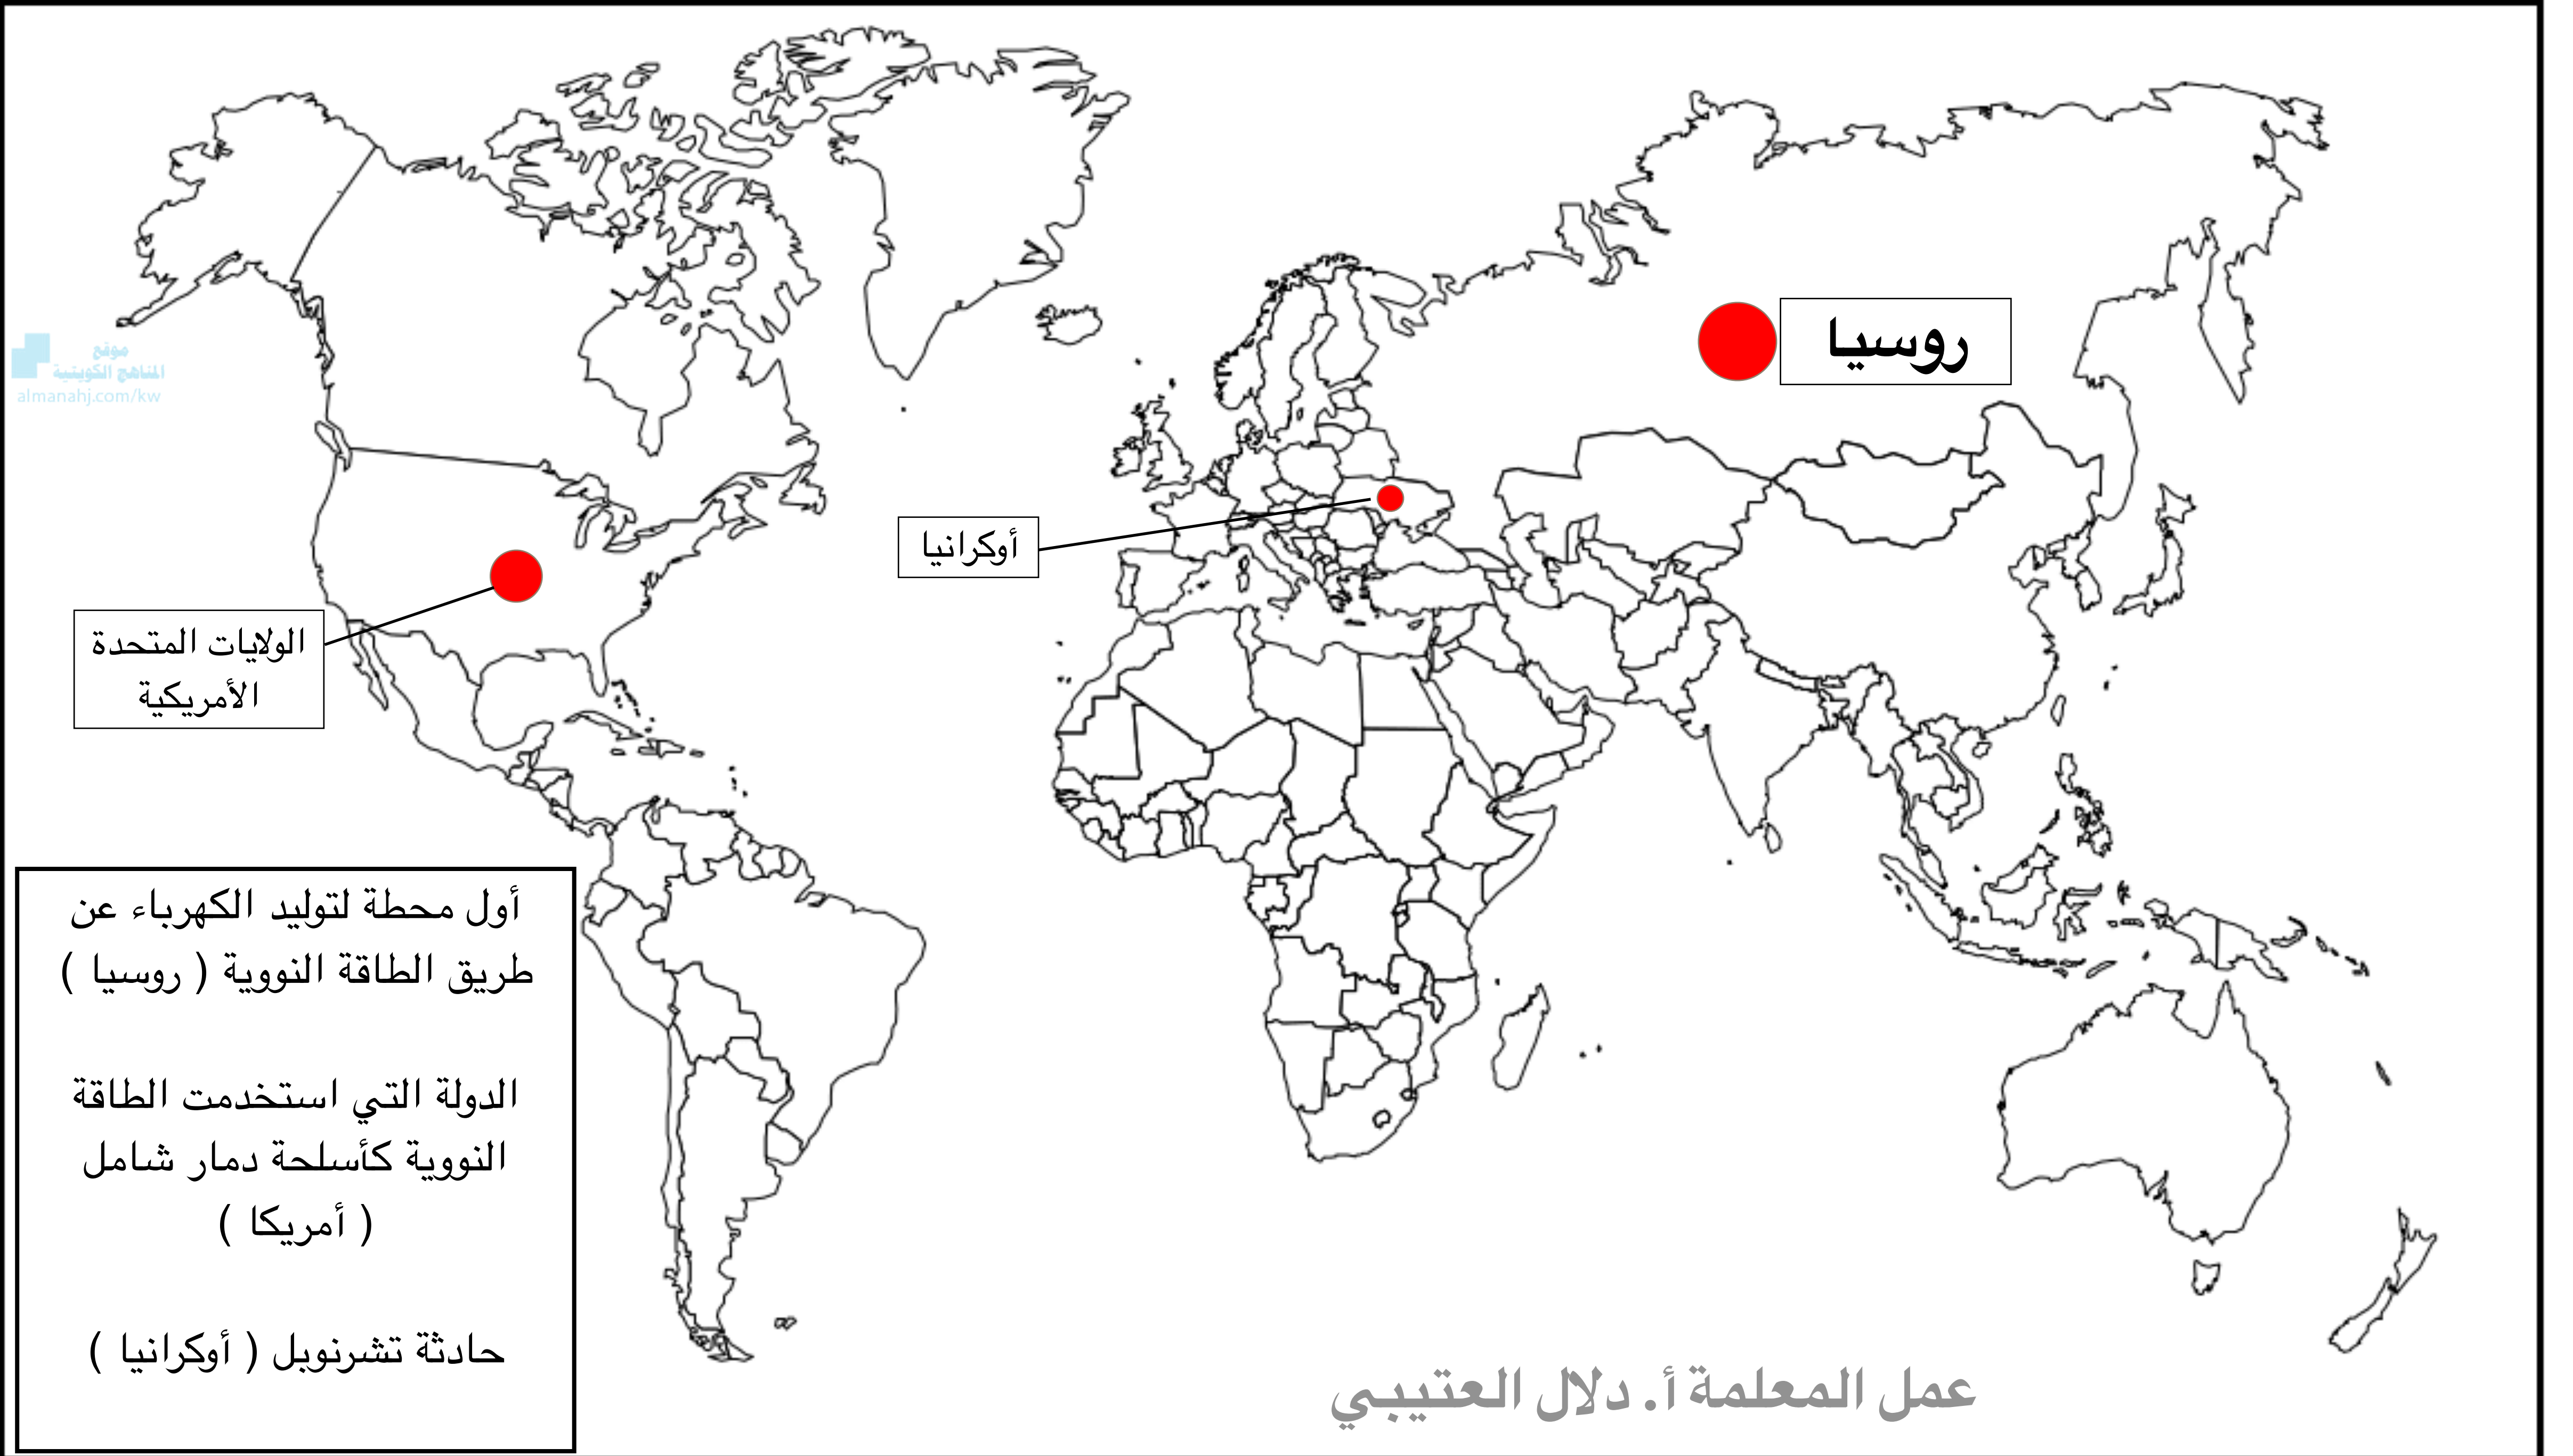 موقع
المناهج الكويتية
almanahj.com/kw
روسيا
أوكرانيا
الولايات المتحدة
الأمريكية
أول محطة لتوليد الكهرباء عن
طريق الطاقة النووية ( روسيا )
الدولة التي استخدمت الطاقة
النووية كأسلحة دمار شامل
( أمريكا )
حادثة تشرنوبل ( أوكرانيا )
عمل المعلمة أ. دلال العتيبي